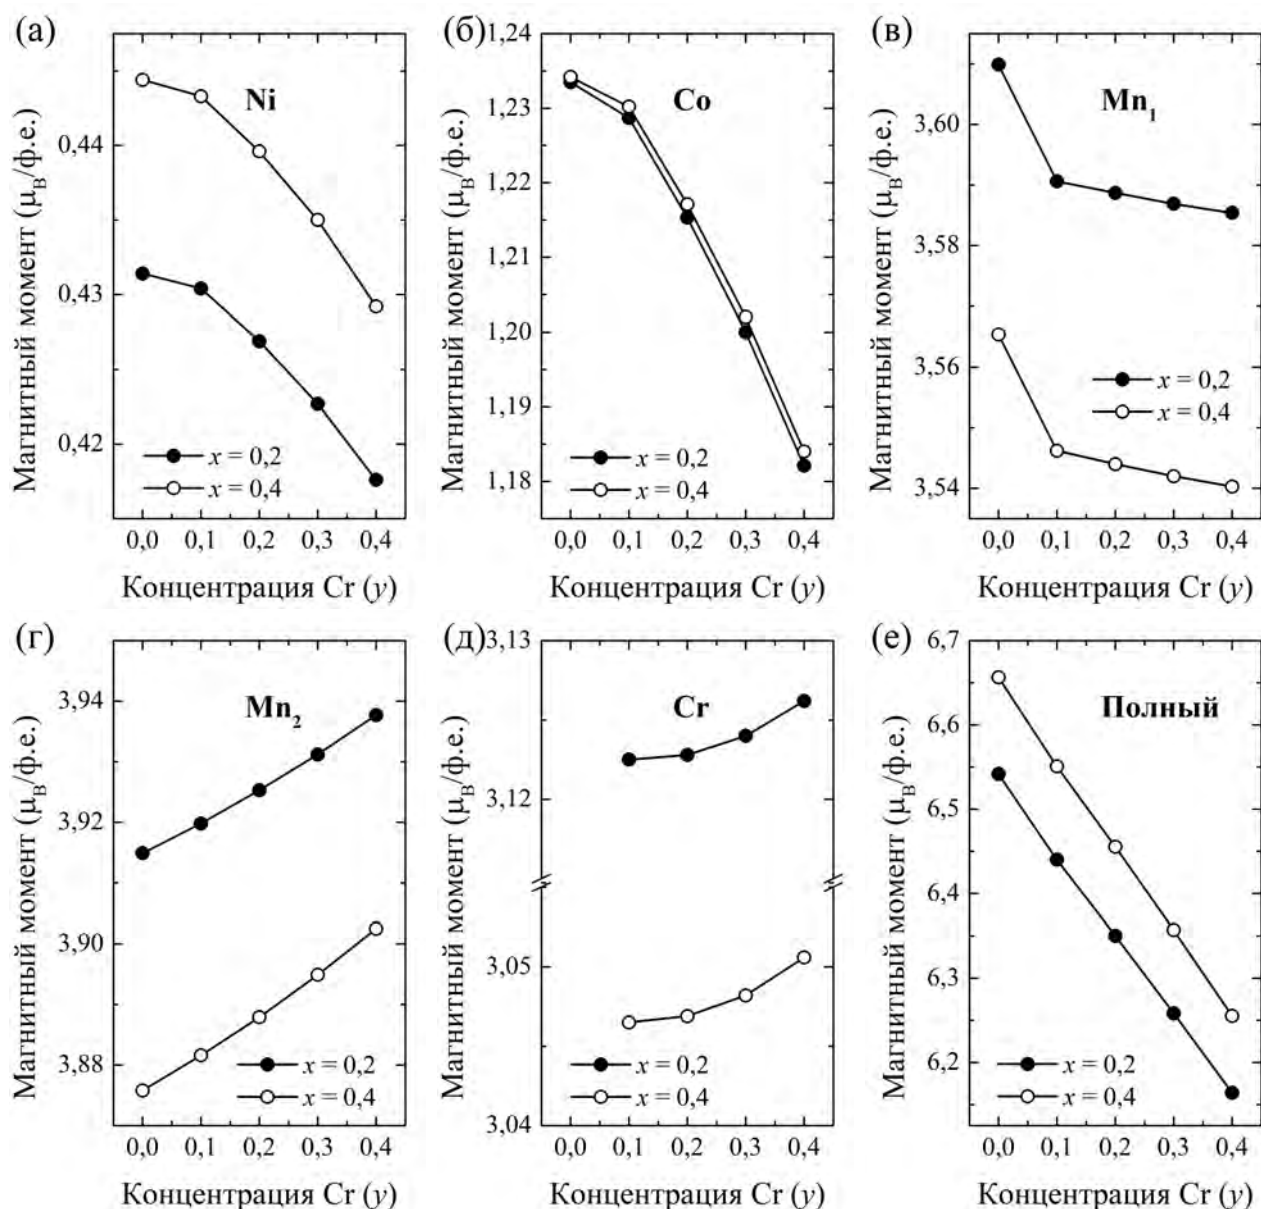 (а)
Ni
Магнитный момент (μB/ф.е.)
0,44
0,43
0,42
x = 0,2
x = 0,4
0,0 0,1 0,2 0,3 0,4
Концентрация Cr (y)
(б)
Co
Магнитный момент (μB/ф.е.)
1,24
1,23
1,22
1,21
1,20
1,19
1,18
x = 0,2
x = 0,4
0,0 0,1 0,2 0,3 0,4
Концентрация Cr (y)
(в)
Mn1
Магнитный момент (μB/ф.е.)
3,60
3,58
3,56
3,54
x = 0,2
x = 0,4
0,0 0,1 0,2 0,3 0,4
Концентрация Cr (y)
(г)
Mn2
Магнитный момент (μB/ф.е.)
3,94
3,92
3,90
3,88
x = 0,2
x = 0,4
0,0 0,1 0,2 0,3 0,4
Концентрация Cr (y)
(д)
Cr
Магнитный момент (μB/ф.е.)
3,13
3,12
3,05
3,04
x = 0,2
x = 0,4
0,0 0,1 0,2 0,3 0,4
Концентрация Cr (y)
(е)
Полный
Магнитный момент (μB/ф.е.)
6,7
6,6
6,5
6,4
6,3
6,2
x = 0,2
x = 0,4
0,0 0,1 0,2 0,3 0,4
Концентрация Cr (y)